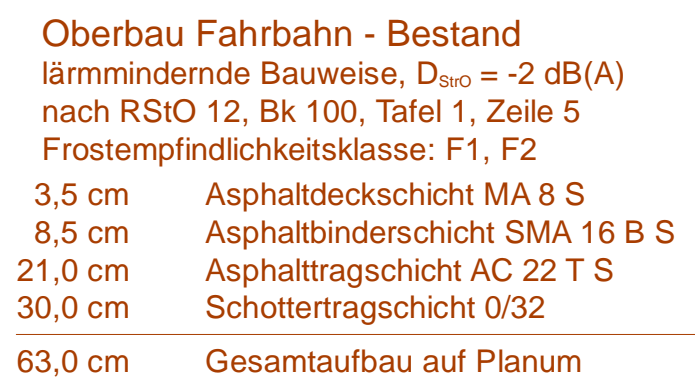 Oberbau Fahrbahn - Bestand
lärmmindernde Bauweise, D_StrO = -2 dB(A)
nach RStO 12, Bk 100, Tafel 1, Zeile 5
Frostempfindlichkeitsklasse: F1, F2
3,5 cm Asphaltdeckschicht MA 8 S
8,5 cm Asphaltbinderschicht SMA 16 B S
21,0 cm Asphalttragschicht AC 22 T S
30,0 cm Schottertragschicht 0/32
63,0 cm Gesamtaufbau auf Planum